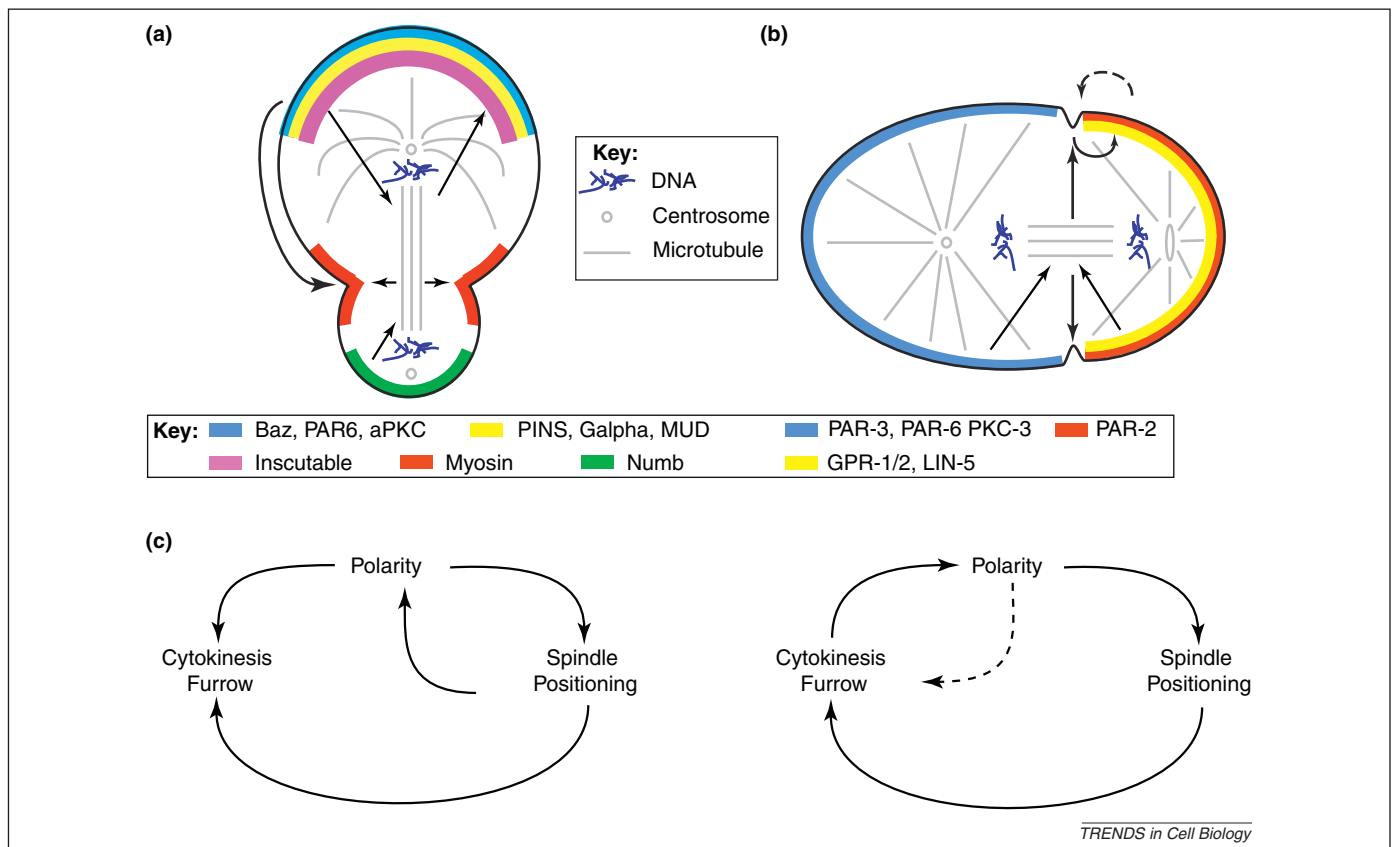 (a)
(b)
Key:
DNA
Centrosome
Microtubule
Key: Baz, PAR6, aPKC PINS, Galpha, MUD PAR-3, PAR-6 PKC-3 PAR-2
Inscutable Myosin Numb GPR-1/2, LIN-5
(c)
Polarity
Cytokinesis
Furrow
Spindle
Positioning
Polarity
Cytokinesis
Furrow
Spindle
Positioning
TRENDS in Cell Biology